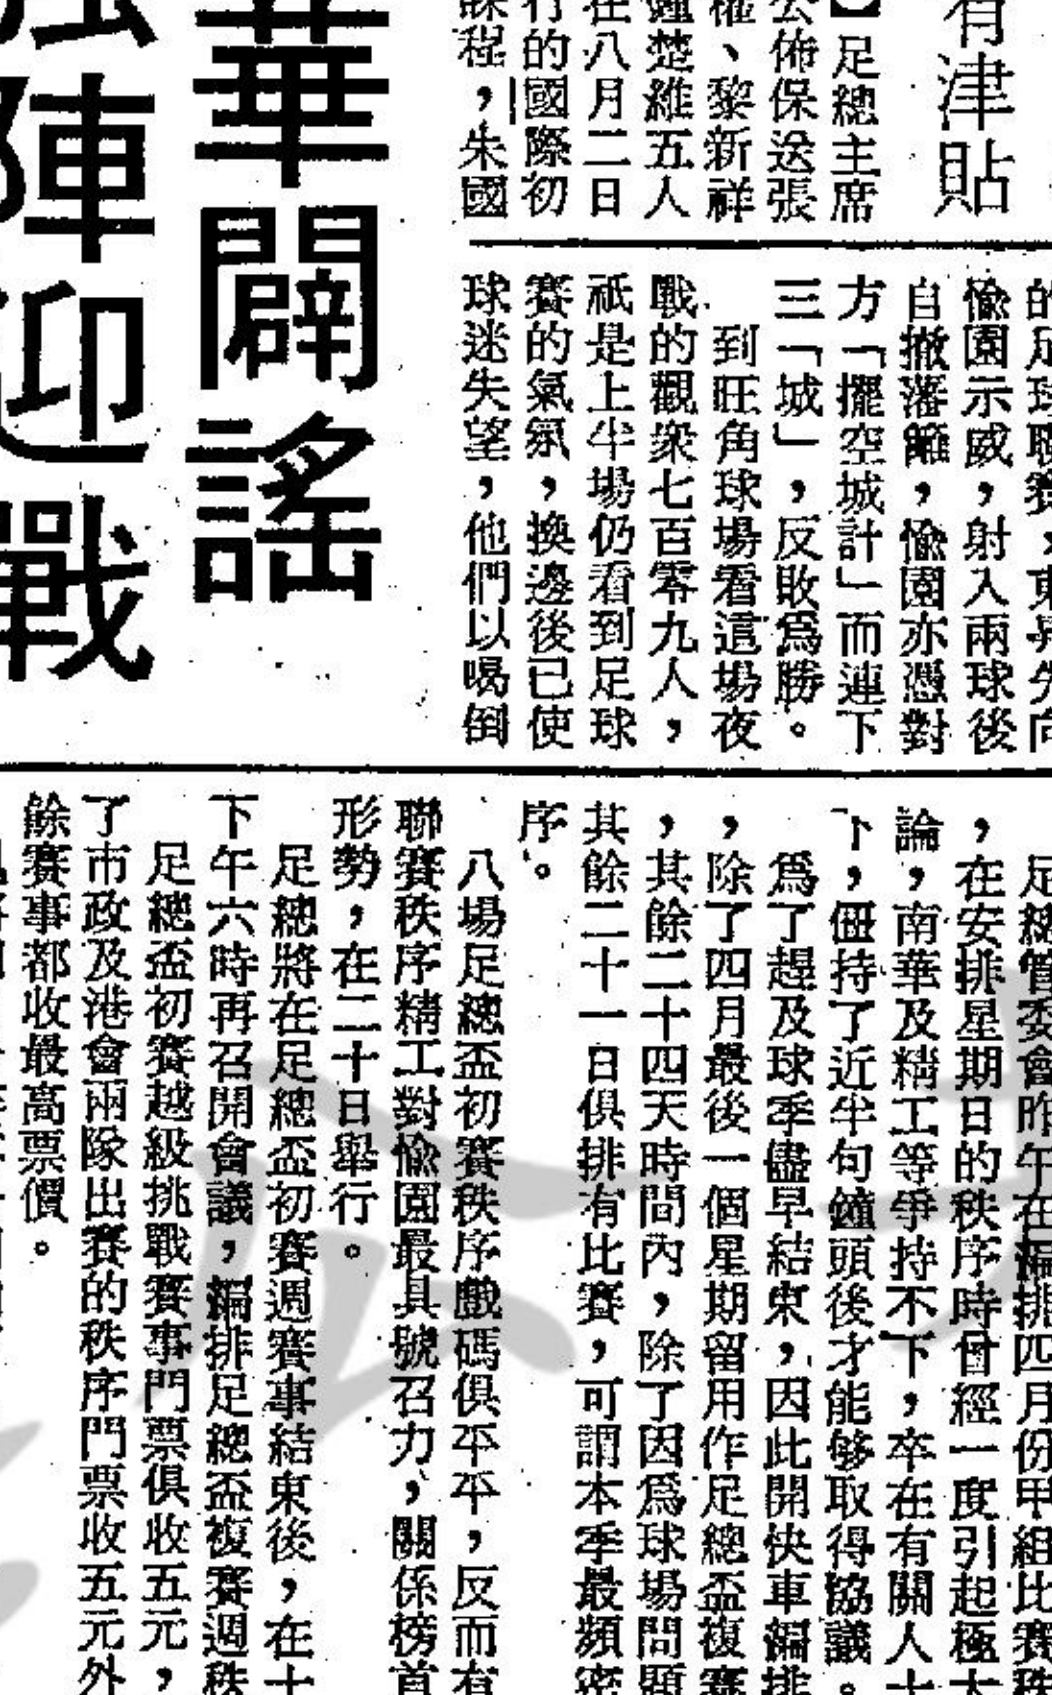 有津貼
】足總主席
公佈保送張
權、黎新祥
鍾楚維五人
在八月二日
行的國際初
課程，朱國
的足球聯賽，東昇先向
愉園示威，射入兩球後
自撤藩籬，愉園亦憑對
方「擺空城計」而連下
三「城」，反敗爲勝。
到旺角球場看這場夜
戰的觀衆七百零九人，
祇是上半場仍看到足球
賽的氣氛，換邊後已使
球迷失望，他們以喝倒
華闢謠
陣迎戰
足總管委會昨午在編排四月份甲組比賽秩
，在安排星期日的秩序時曾經一度引起極大
論，南華及精工等爭持不下，卒在有關人士
下，僵持了近半句鐘頭後才能够取得協議。
爲了趕及球季儘早結束，因此開快車編排
，除了四月最後一個星期留用作足總盃複賽
，其餘二十四天時間內，除了因爲球場問題
其餘二十一日俱排有比賽，可謂本季最頻密
序。
八場足總盃初賽秩序戲碼俱平平，反而有
聯賽秩序精工對愉園最具號召力，關係榜首
形勢，在二十日舉行。
足總將在足總盃初賽週賽事結束後，在十
下午六時再召開會議，編排足總盃複賽週秩
足總盃初賽越級挑戰賽事門票俱收五元，
了市政及港會兩隊出賽的秩序門票收五元外
餘賽事都收最高票價。